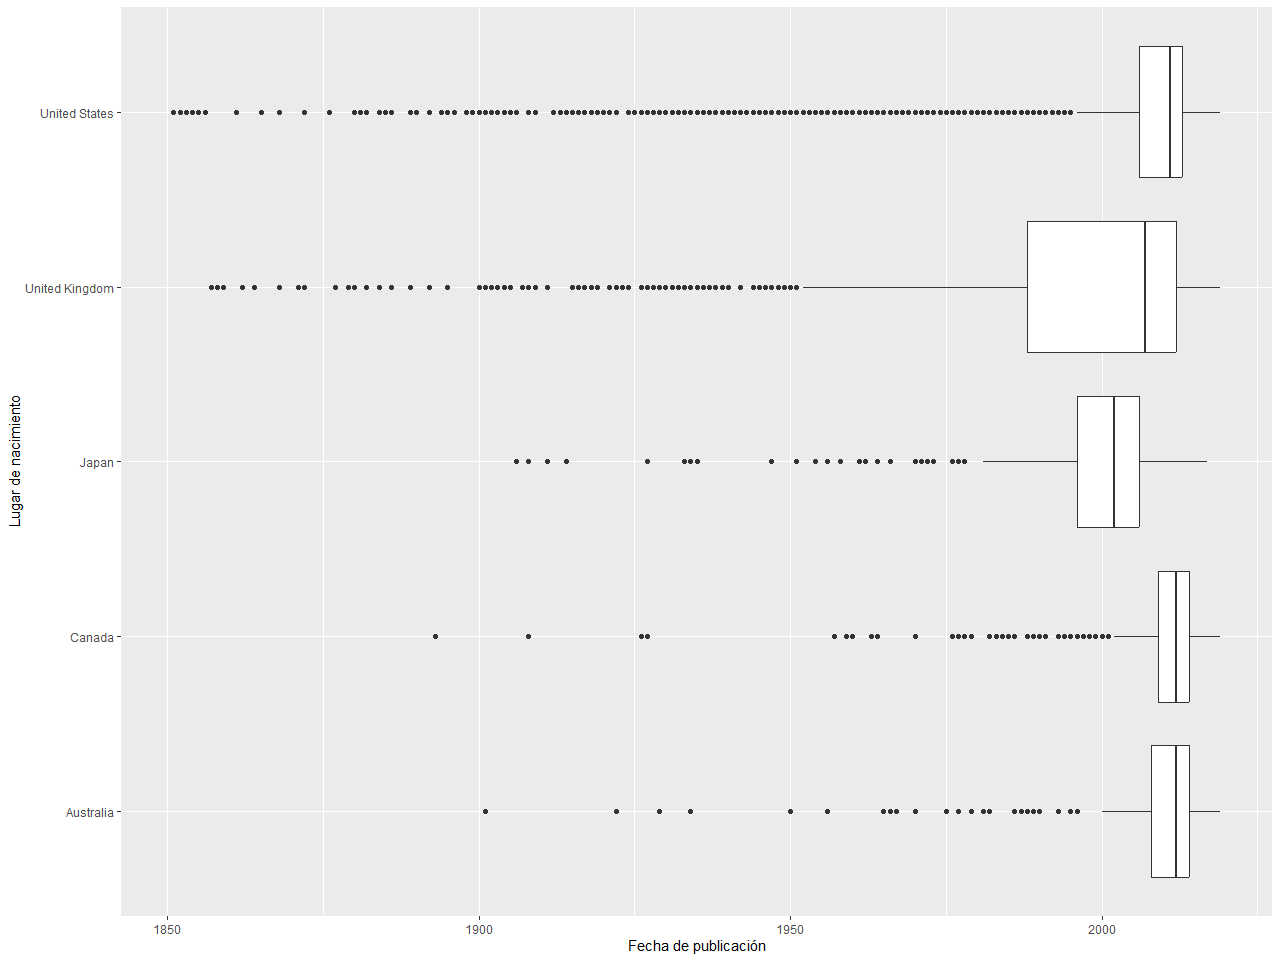 Lugar de nacimiento
United States
United Kingdom
Japan
Canada
Australia
1850
1900
1950
2000
Fecha de publicación